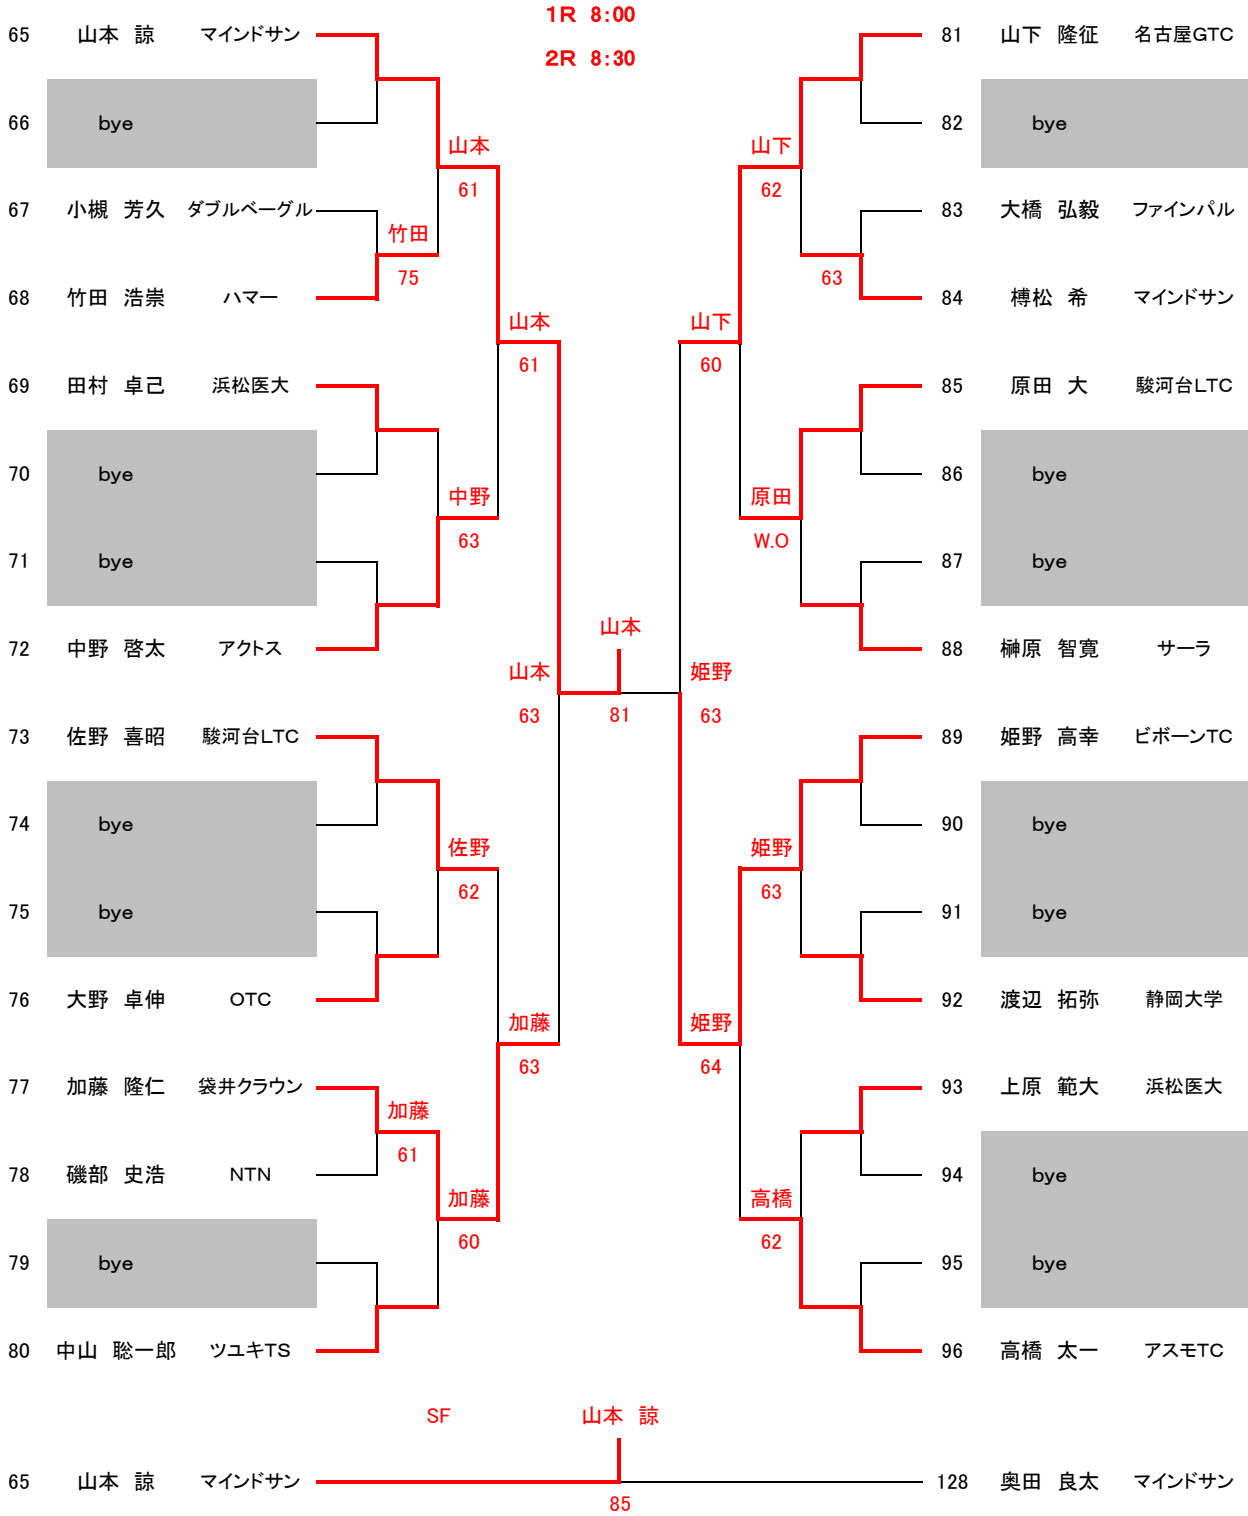 1R 8:00
2R 8:30
65 山本 諒 マインドサン
66 bye
山本
61
67 小槻 芳久 ダブルベーグル
竹田
75
68 竹田 浩崇 ハマー
山本
61
69 田村 卓己 浜松医大
70 bye
中野
63
71 bye
72 中野 啓太 アクトス
山本
63
73 佐野 喜昭 駿河台LTC
74 bye
佐野
62
75 bye
76 大野 卓伸 OTC
加藤
63
77 加藤 隆仁 袋井クラウン
加藤
61
78 磯部 史浩 NTN
加藤
60
79 bye
80 中山 聡一郎 ツユキTS
山本
81
81 山下 隆征 名古屋GTC
82 bye
山下
62
83 大橋 弘毅 ファインパル
63
84 榑松 希 マインドサン
山下
60
85 原田 大 駿河台LTC
86 bye
原田
W.O
87 bye
88 榊原 智寛 サーラ
姫野
63
89 姫野 高幸 ビボーンTC
90 bye
姫野
63
91 bye
92 渡辺 拓弥 静岡大学
姫野
64
93 上原 範大 浜松医大
94 bye
高橋
62
95 bye
96 高橋 太一 アスモTC
SF 山本 諒
65 山本 諒 マインドサン
85
128 奥田 良太 マインドサン